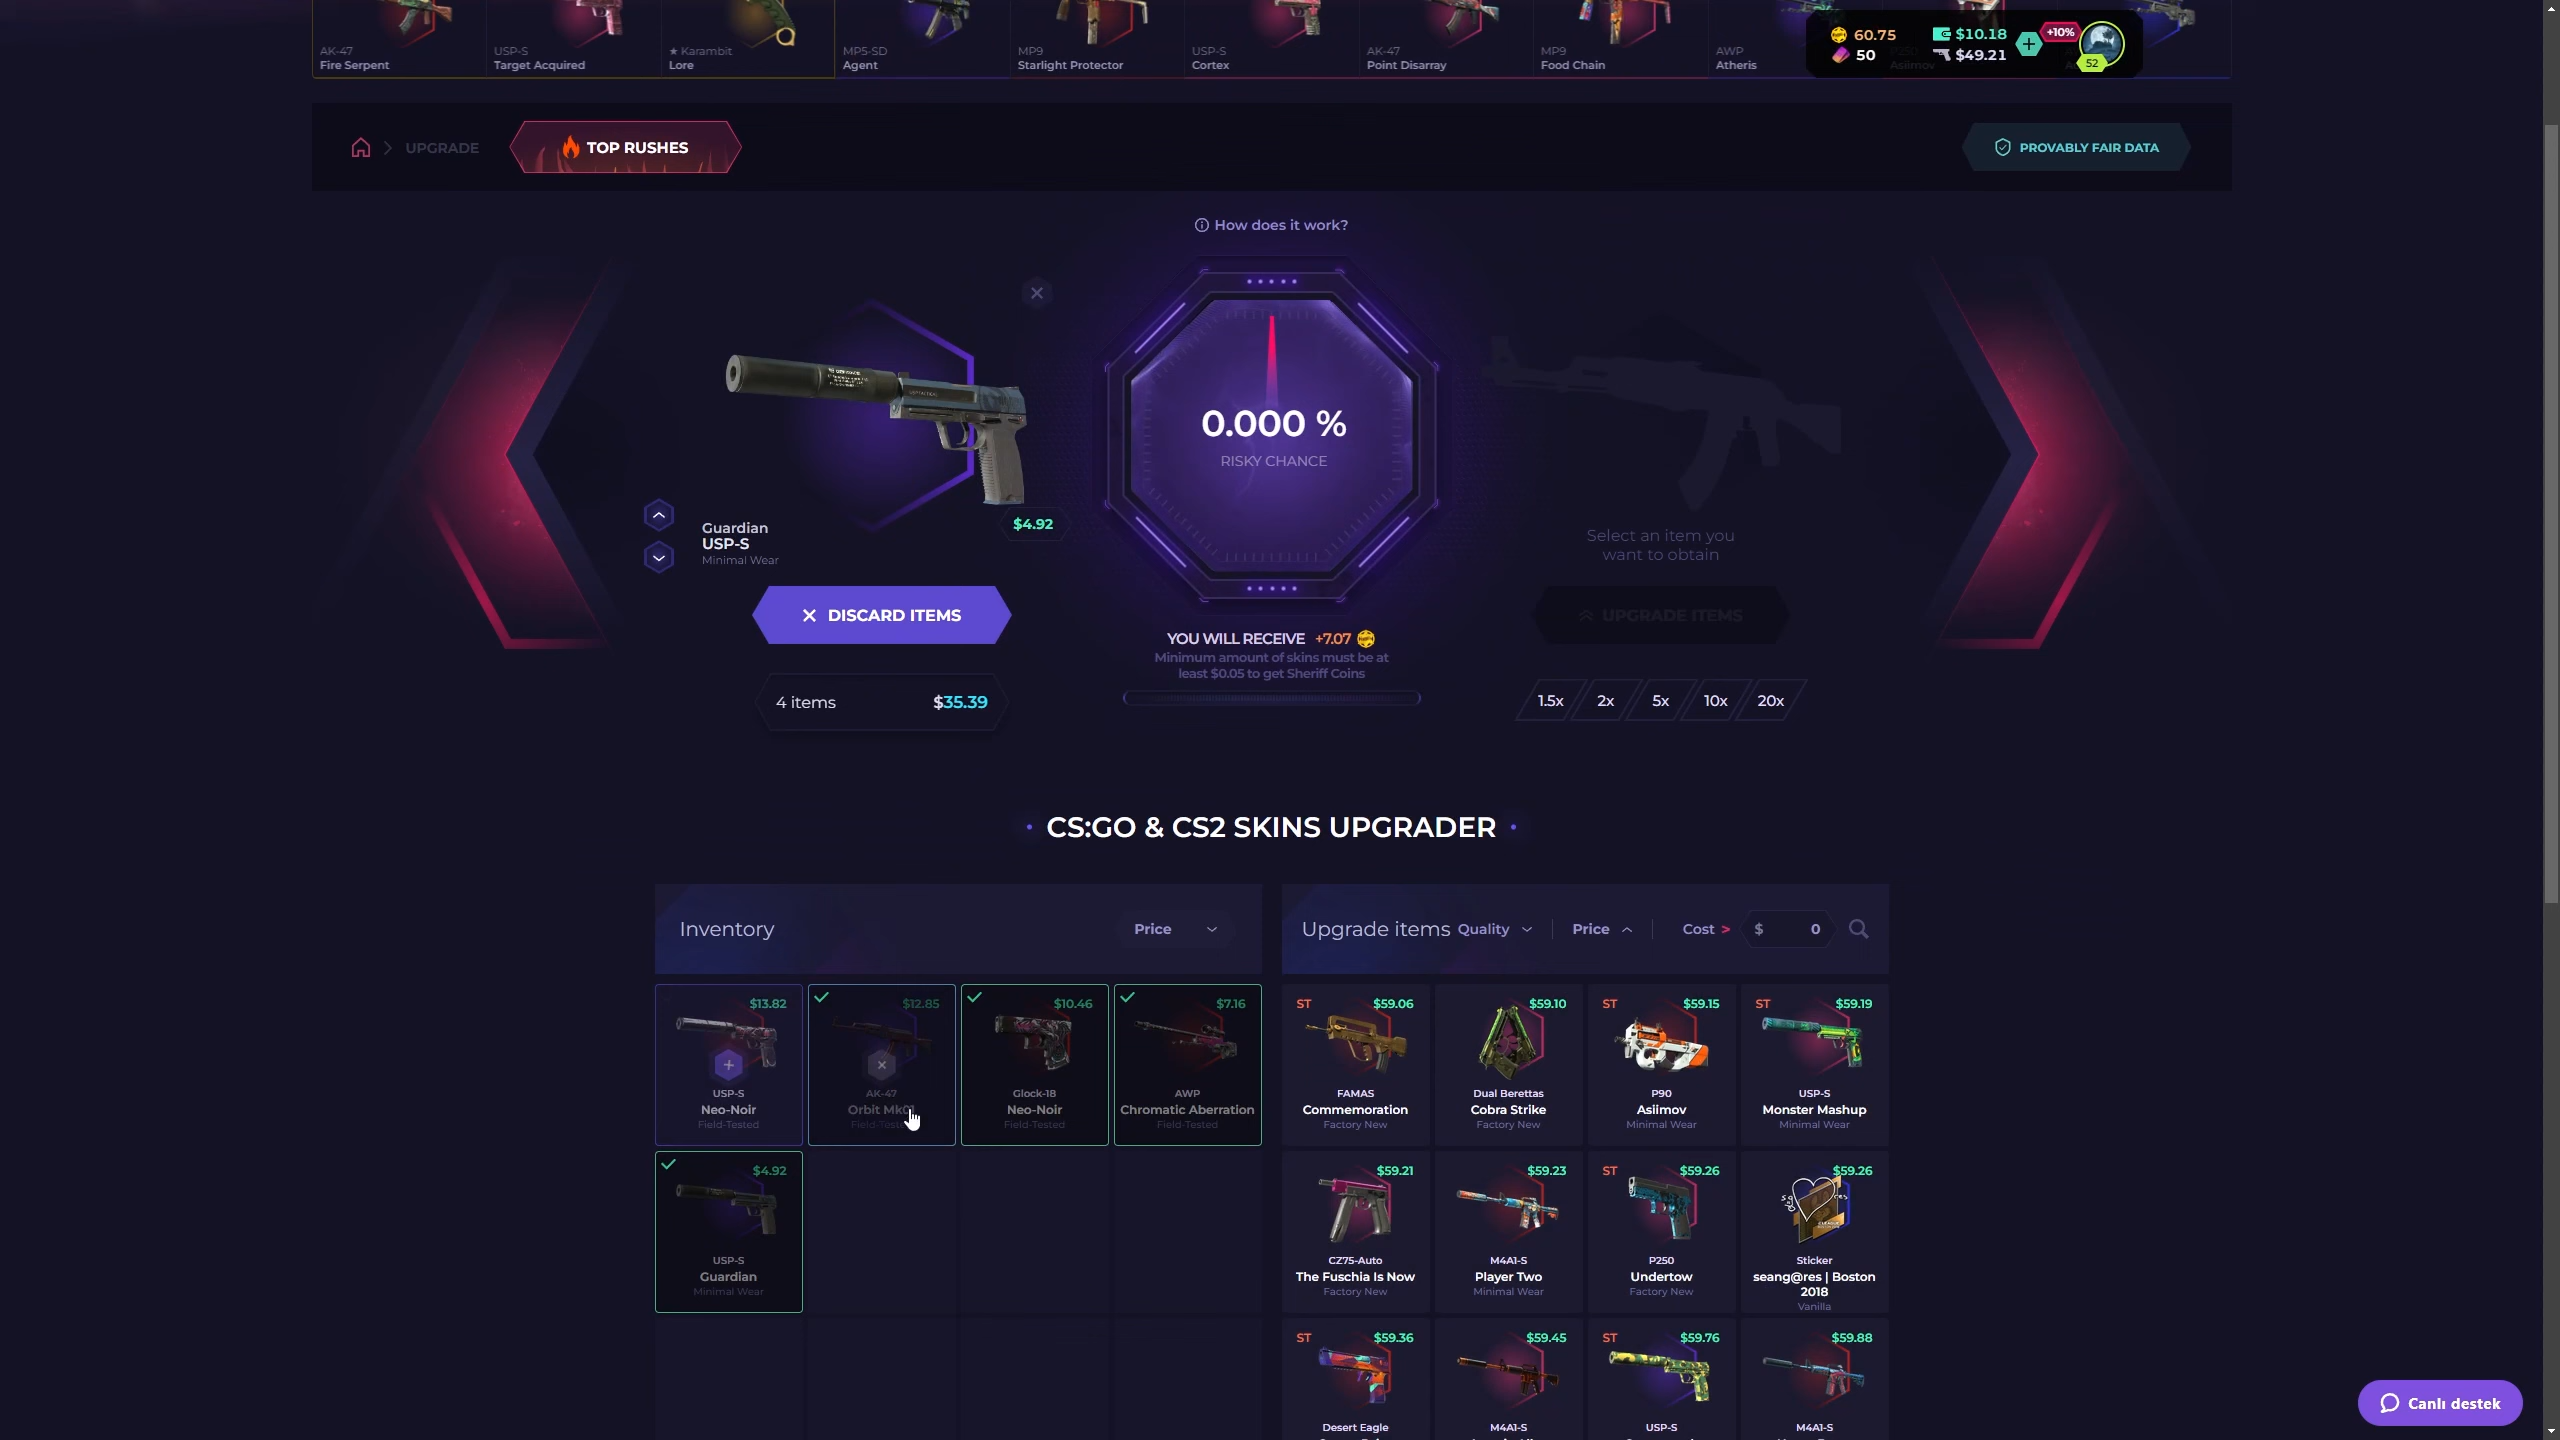 AK-47
Fire Serpent
USP-S
Target Acquired
★ Karambit
Lore
MP5-SD
Agent
MP9
Starlight Protector
USP-S
Cortex
AK-47
Point Disarray
MP9
Food Chain
AWP
Atheris
Asiimov
60.75
50
$10.18
$49.21
+10%
52
UPGRADE
TOP RUSHES
PROVABLY FAIR DATA
How does it work?
0.000 %
RISKY CHANCE
$4.92
Guardian
USP-S
Minimal Wear
Select an item you
want to obtain
DISCARD ITEMS
UPGRADE ITEMS
YOU WILL RECEIVE +7.07
Minimum amount of skins must be at
least $0.05 to get Sheriff Coins
4 items $35.39
1.5x 2x 5x 10x 20x
CS:GO & CS2 SKINS UPGRADER
Inventory
Price
Upgrade items
Quality
Price
Cost >
$ 0
$13.82
USP-S
Neo-Noir
Field-Tested
$12.85
AK-47
Orbit Mk01
Field-Tested
$10.46
Glock-18
Neo-Noir
Field-Tested
$7.16
AWP
Chromatic Aberration
Field-Tested
$4.92
USP-S
Guardian
Minimal Wear
ST $59.06
FAMAS
Commemoration
Factory New
$59.10
Dual Berettas
Cobra Strike
Factory New
ST $59.15
P90
Asiimov
Minimal Wear
ST $59.19
USP-S
Monster Mashup
Minimal Wear
$59.21
CZ75-Auto
The Fuschia Is Now
Factory New
$59.23
M4A1-S
Player Two
Minimal Wear
ST $59.26
P250
Undertow
Factory New
$59.26
Sticker
seang@res | Boston
2018
Vanilla
ST $59.36
Desert Eagle
$59.45
M4A1-S
ST $59.76
USP-S
$59.88
M4A1-S
Canlı destek